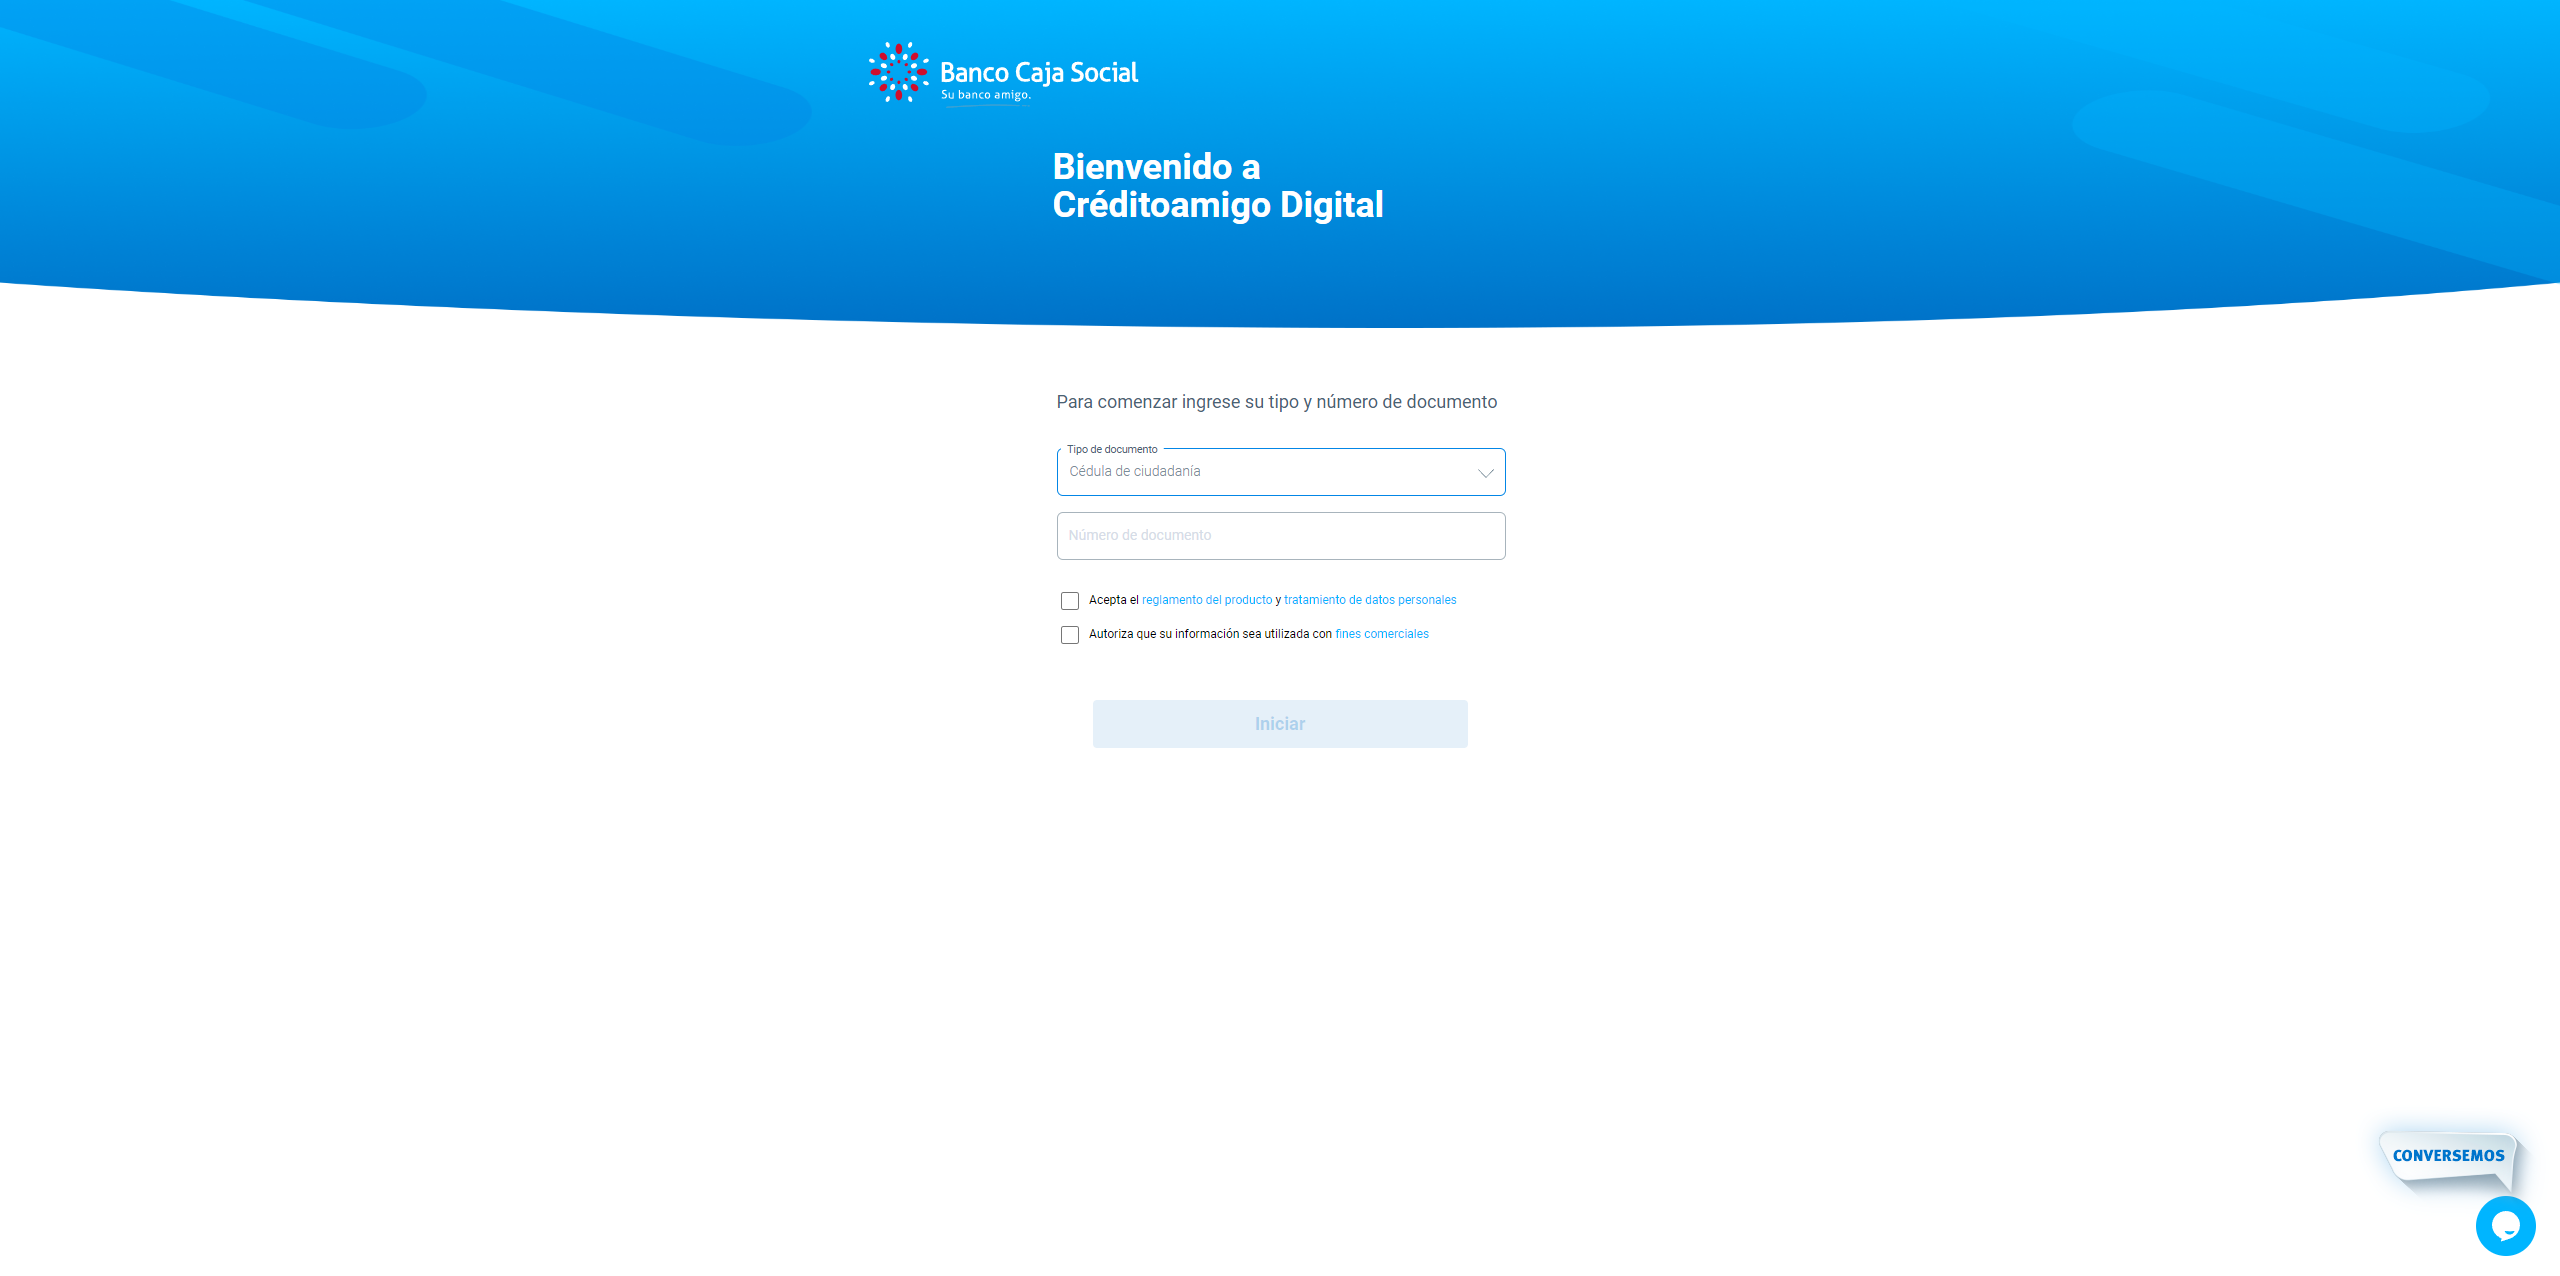 Banco Caja Social
Su banco amigo.
Bienvenido a
Créditoamigo Digital
Para comenzar ingrese su tipo y número de documento
Tipo de documento
Cédula de ciudadanía
Número de documento
Acepta el reglamento del producto y tratamiento de datos personales
Autoriza que su información sea utilizada con fines comerciales
Iniciar
CONVERSEMOS